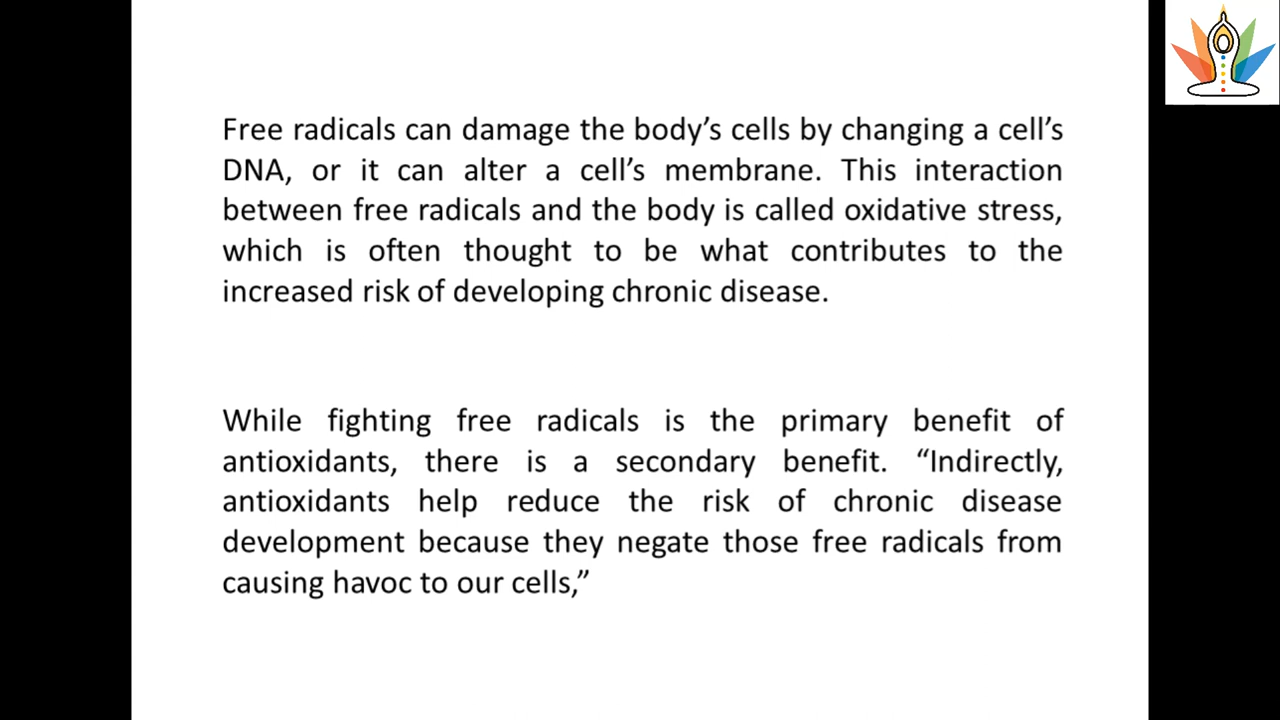 Free radicals can damage the body’s cells by changing a cell’s
DNA, or it can alter a cell’s membrane. This interaction
between free radicals and the body is called oxidative stress,
which is often thought to be what contributes to the
increased risk of developing chronic disease.
While fighting free radicals is the primary benefit of
antioxidants, there is a secondary benefit. “Indirectly,
antioxidants help reduce the risk of chronic disease
development because they negate those free radicals from
causing havoc to our cells,”